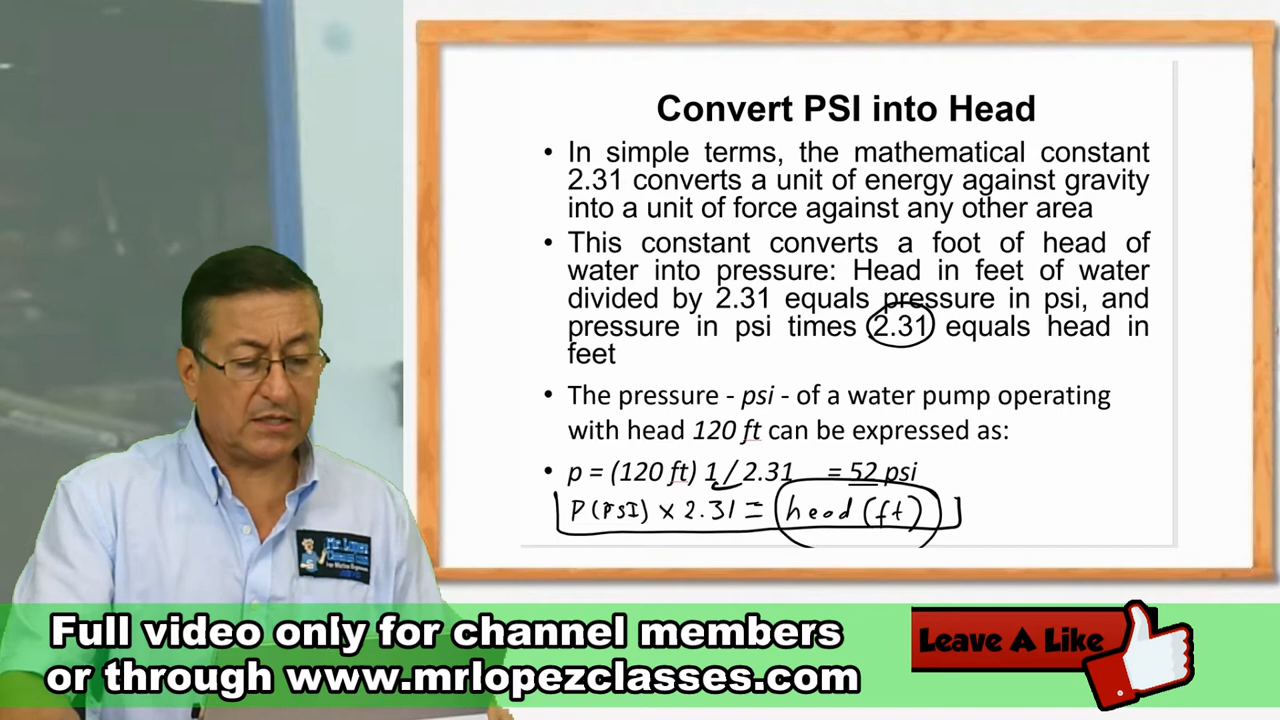 Convert PSI into Head
• In simple terms, the mathematical constant
2.31 converts a unit of energy against gravity
into a unit of force against any other area
• This constant converts a foot of head of
water into pressure: Head in feet of water
divided by 2.31 equals pressure in psi, and
pressure in psi times 2.31 equals head in
feet
• The pressure - psi - of a water pump operating
with head 120 ft can be expressed as:
• p = (120 ft) 1 / 2.31 = 52 psi
P (PSI) × 2.31 = head (ft)
Mr. Lopez
Classes.com
Full video only for channel members
or through www.mrlopezclasses.com
Leave A Like